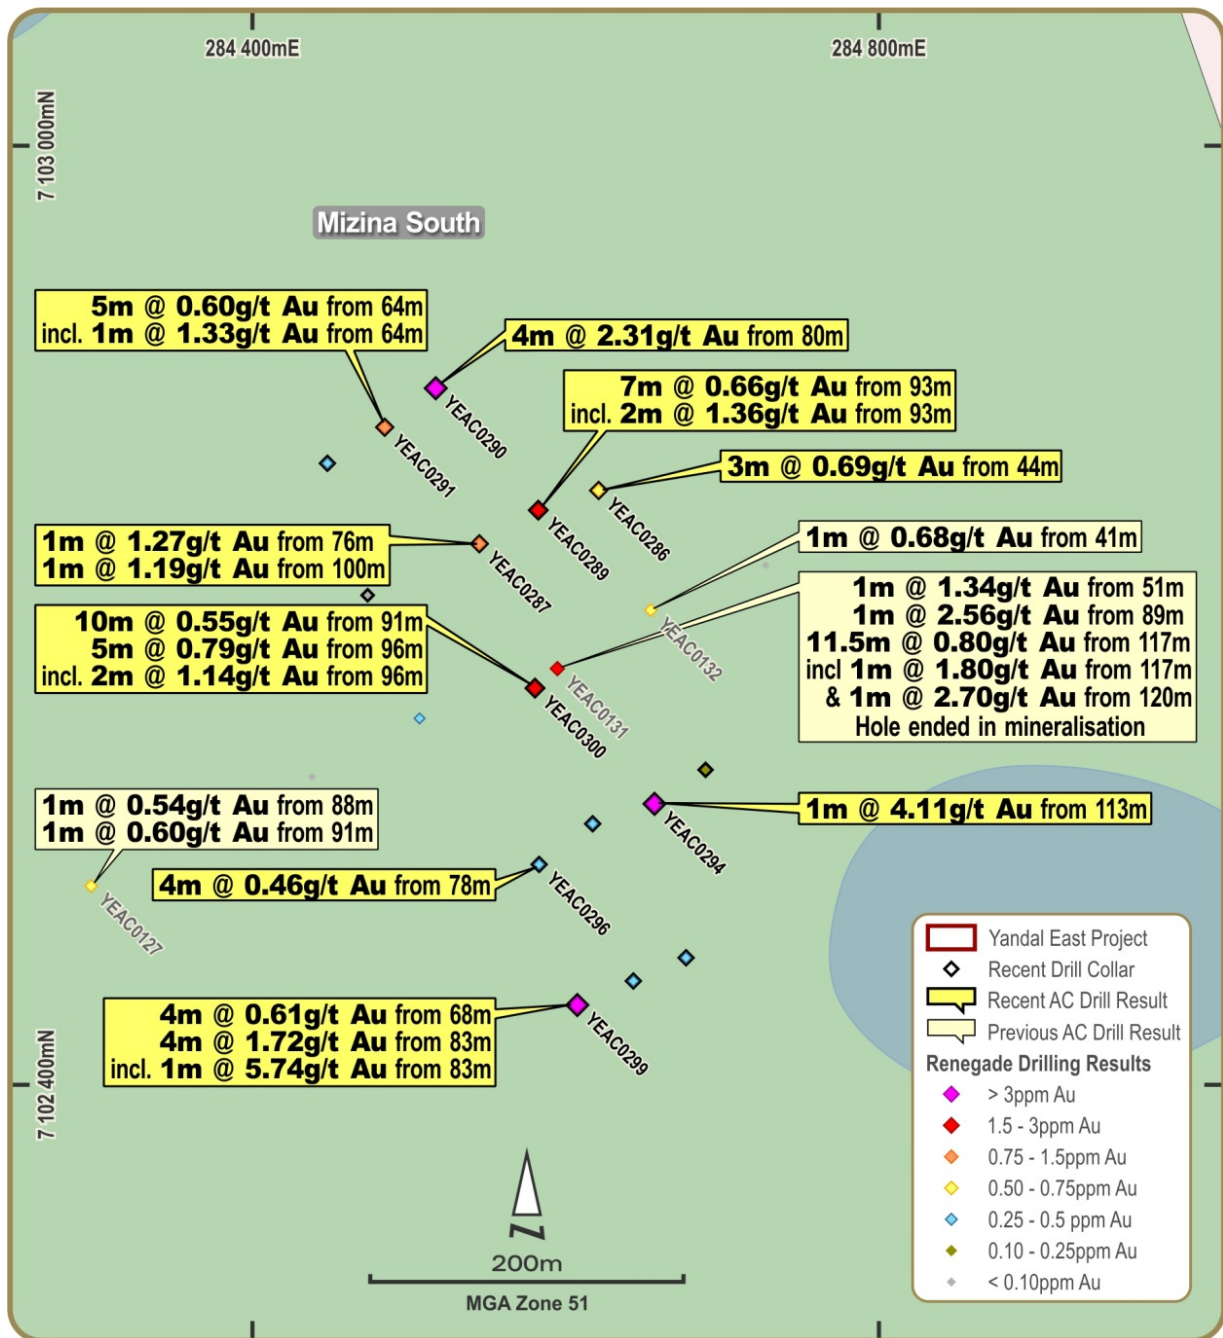 284 400mE
284 800mE
7 103 000mN
Mizina South
5m @ 0.60g/t Au from 64m
incl. 1m @ 1.33g/t Au from 64m
4m @ 2.31g/t Au from 80m
YEAC0290
7m @ 0.66g/t Au from 93m
incl. 2m @ 1.36g/t Au from 93m
YEAC0291
3m @ 0.69g/t Au from 44m
YEAC0286
YEAC0289
1m @ 1.27g/t Au from 76m
1m @ 1.19g/t Au from 100m
YEAC0287
1m @ 0.68g/t Au from 41m
YEAC0132
10m @ 0.55g/t Au from 91m
5m @ 0.79g/t Au from 96m
incl. 2m @ 1.14g/t Au from 96m
1m @ 1.34g/t Au from 51m
1m @ 2.56g/t Au from 89m
11.5m @ 0.80g/t Au from 117m
incl 1m @ 1.80g/t Au from 117m
& 1m @ 2.70g/t Au from 120m
Hole ended in mineralisation
YEAC0131
YEAC0300
1m @ 0.54g/t Au from 88m
1m @ 0.60g/t Au from 91m
YEAC0127
1m @ 4.11g/t Au from 113m
YEAC0294
4m @ 0.46g/t Au from 78m
YEAC0296
4m @ 0.61g/t Au from 68m
4m @ 1.72g/t Au from 83m
incl. 1m @ 5.74g/t Au from 83m
YEAC0299
7 102 400mN
Yandal East Project
Recent Drill Collar
Recent AC Drill Result
Previous AC Drill Result
Renegade Drilling Results
> 3ppm Au
1.5 - 3ppm Au
0.75 - 1.5ppm Au
0.50 - 0.75ppm Au
0.25 - 0.5 ppm Au
0.10 - 0.25ppm Au
< 0.10ppm Au
N
200m
MGA Zone 51